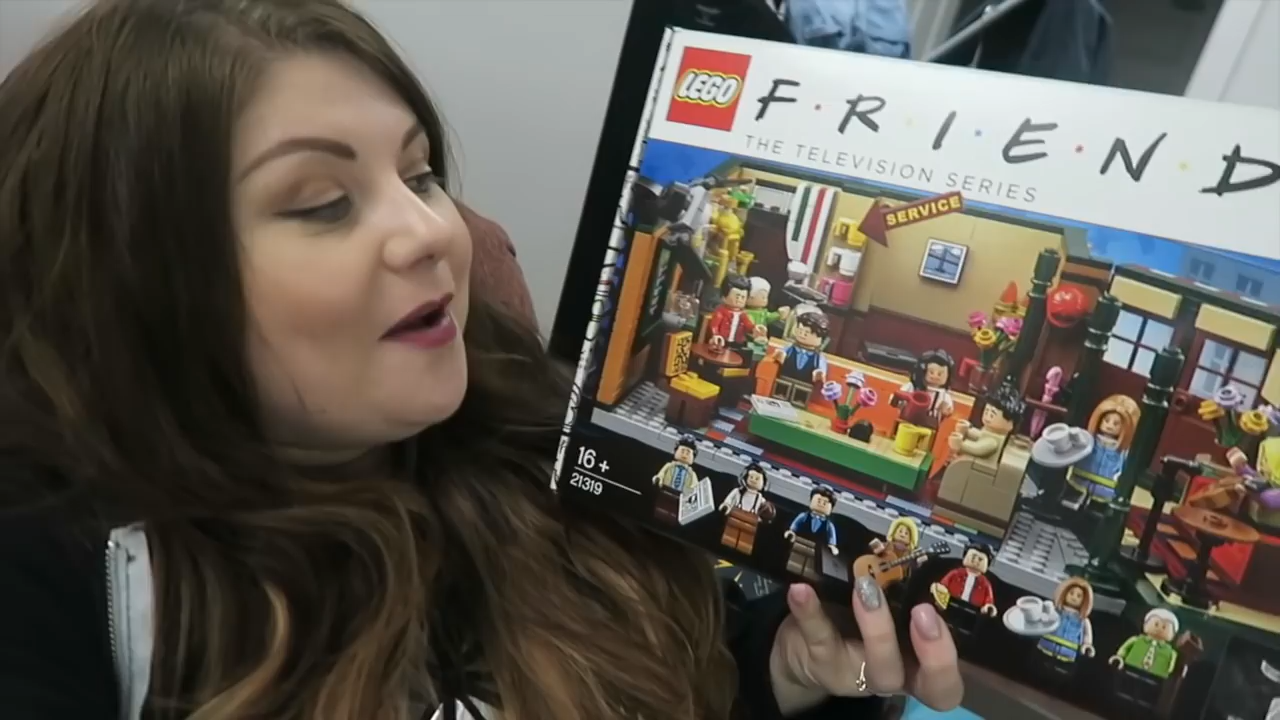 LEGO
F·R·I·E·N·D
THE TELEVISION SERIES
SERVICE
16+
21319